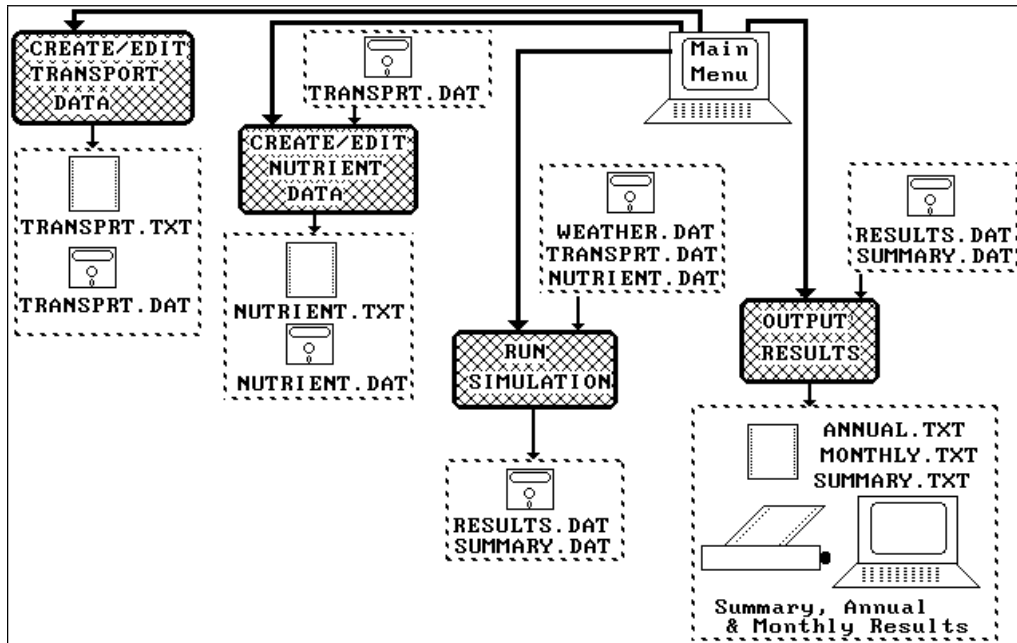 CREATE/EDIT
TRANSPORT
DATA
TRANSPRT.TXT
TRANSPRT.DAT
TRANSPRT.DAT
CREATE/EDIT
NUTRIENT
DATA
NUTRIENT.TXT
NUTRIENT.DAT
Main
Menu
WEATHER.DAT
TRANSPRT.DAT
NUTRIENT.DAT
RUN
SIMULATION
RESULTS.DAT
SUMMARY.DAT
RESULTS.DAT
SUMMARY.DAT
OUTPUT
RESULTS
ANNUAL.TXT
MONTHLY.TXT
SUMMARY.TXT
Summary, Annual
& Monthly Results